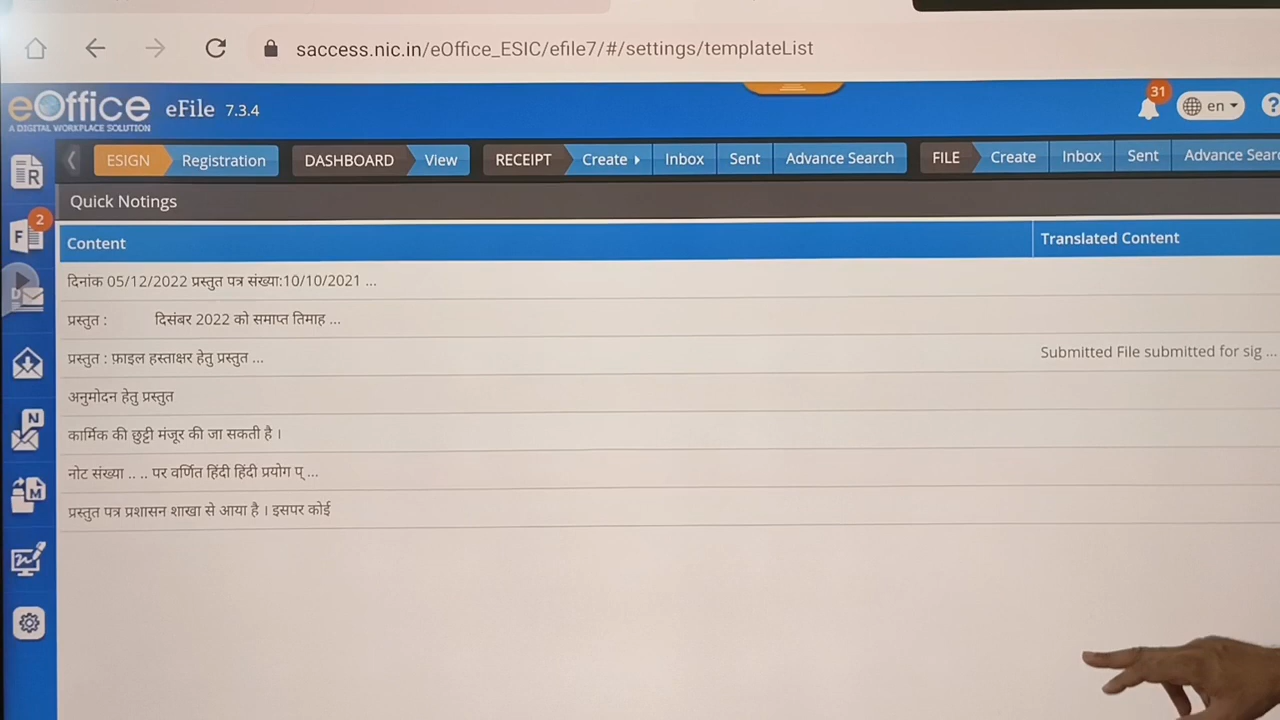 saccess.nic.in/eOffice_ESIC/efile7/#/settings/templateList
eOffice eFile 7.3.4
A DIGITAL WORKPLACE SOLUTION
31
en
?
ESIGN Registration DASHBOARD View RECEIPT Create Inbox Sent Advance Search FILE Create Inbox Sent Advance Sear
R
Quick Notings
2
F
Content Translated Content
दिनांक 05/12/2022 प्रस्तुत पत्र संख्या:10/10/2021 ...
D
प्रस्तुत : दिसंबर 2022 को समाप्त तिमाह ...
प्रस्तुत : फ़ाइल हस्ताक्षर हेतु प्रस्तुत ... Submitted File submitted for sig ...
अनुमोदन हेतु प्रस्तुत
N
कार्मिक की छुट्टी मंजूर की जा सकती है ।
नोट संख्या .. .. पर वर्णित हिंदी हिंदी प्रयोग प् ...
M
प्रस्तुत पत्र प्रशासन शाखा से आया है । इसपर कोई